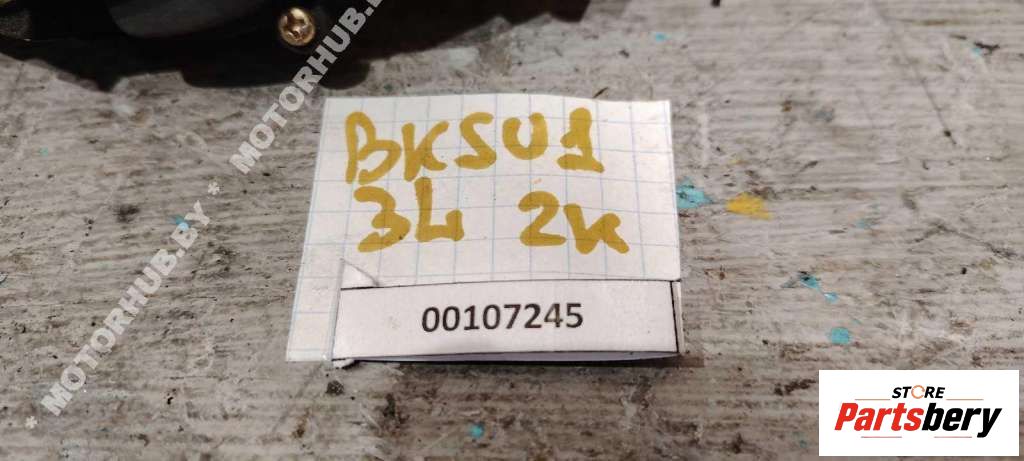 MOTORHUB.BY * MOTORHUB.BY
BKSU1
3L 2K
00107245
STORE
Partsbery